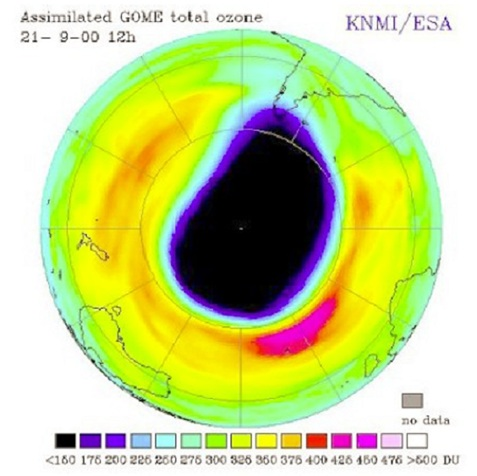 Assimilated GOME total ozone
21- 9-00 12h
KNMI/ESA
no data
<150 175 200 225 250 275 300 325 350 375 400 425 450 475 >500 DU